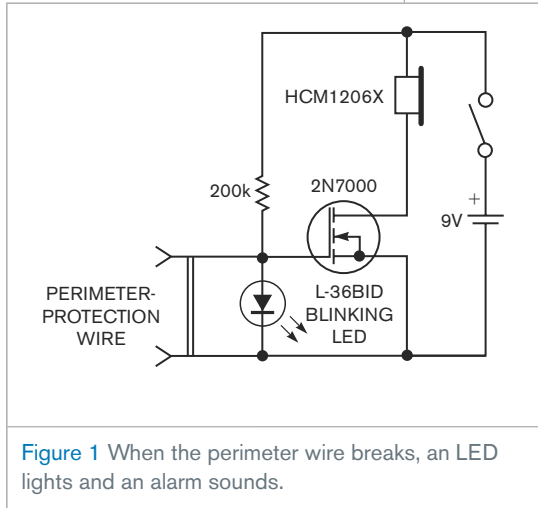 HCM1206X
200k
2N7000
+
9V
PERIMETER-
PROTECTION
WIRE
L-36BID
BLINKING
LED
Figure 1 When the perimeter wire breaks, an LED
lights and an alarm sounds.